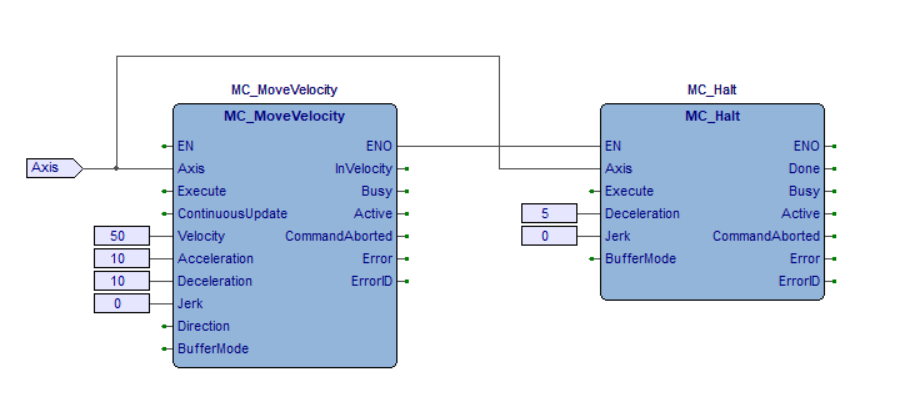 MC_MoveVelocity
MC_MoveVelocity
EN ENO
Axis Axis InVelocity
Execute Busy
ContinuousUpdate Active
50 Velocity CommandAborted
10 Acceleration Error
10 Deceleration ErrorID
0 Jerk
Direction
BufferMode
MC_Halt
MC_Halt
EN ENO
Axis Done
Execute Busy
5 Deceleration Active
0 Jerk CommandAborted
BufferMode Error
ErrorID